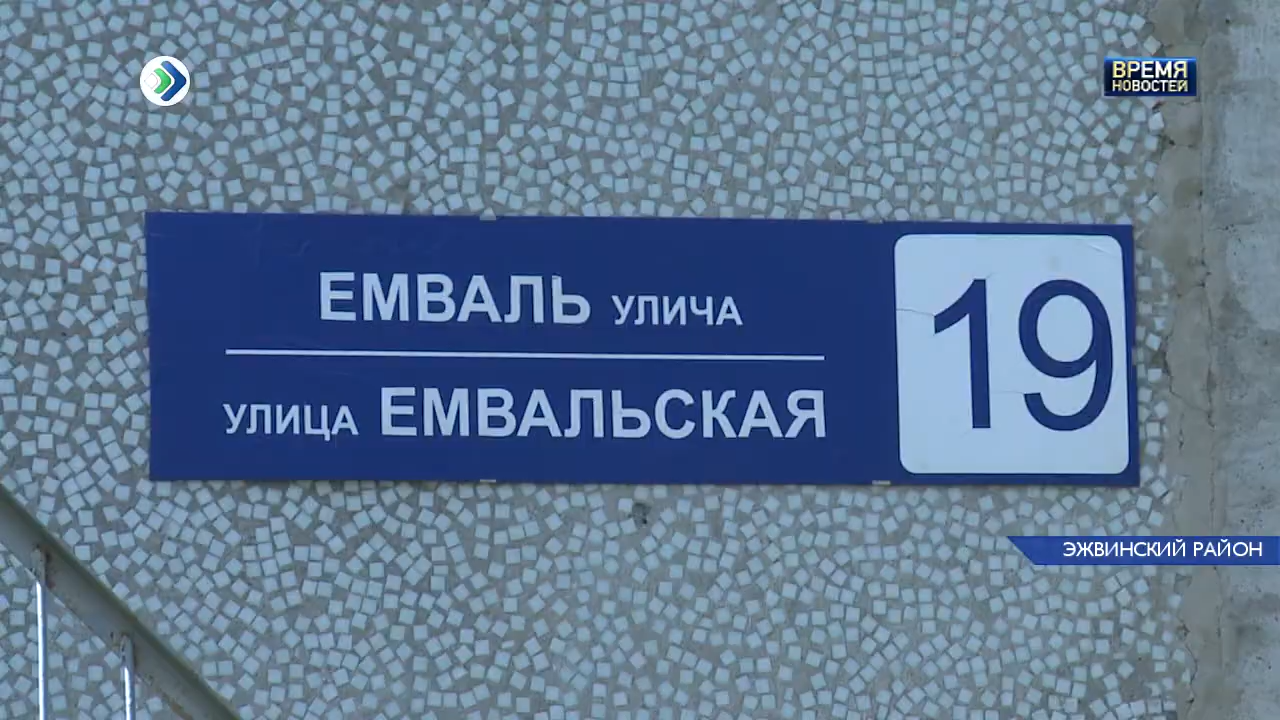 ВРЕМЯ
НОВОСТЕЙ
ЕМВАЛЬ УЛИЧА
УЛИЦА ЕМВАЛЬСКАЯ
19
ЭЖВИНСКИЙ РАЙОН